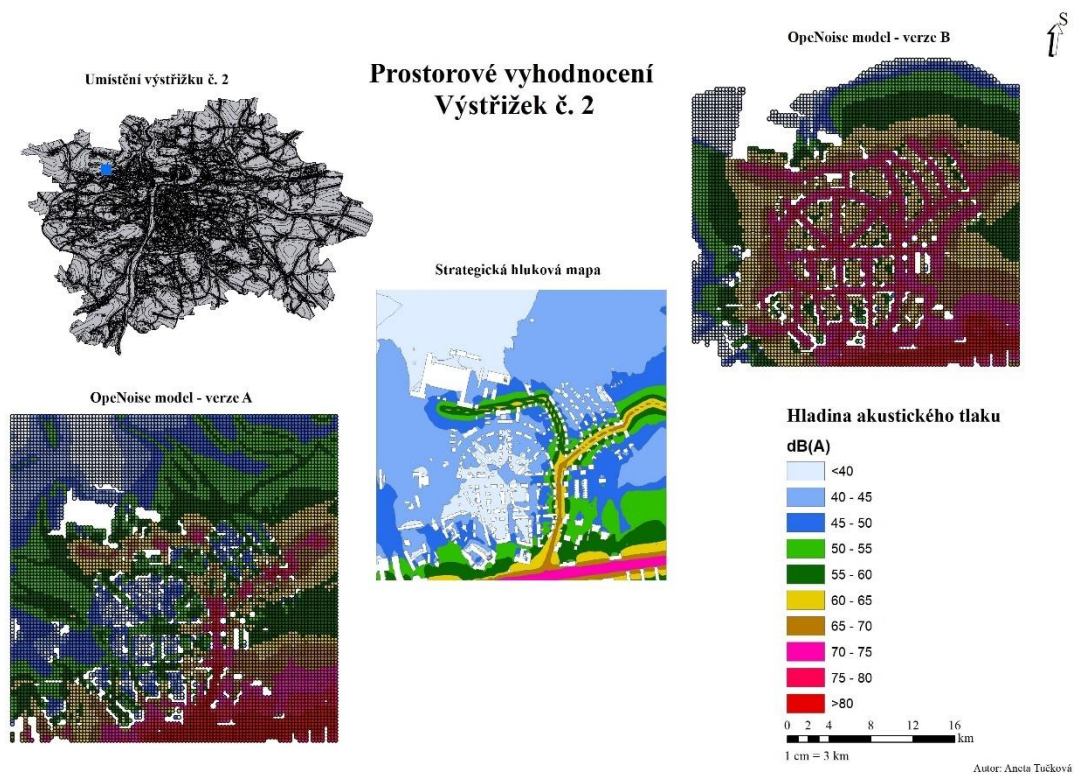 Prostorové vyhodnocení
Výstřižek č. 2
Umístění výstřižku č. 2
OpeNoise model - verze B
S
Strategická hluková mapa
OpeNoise model - verze A
Hladina akustického tlaku
dB(A)
<40
40 - 45
45 - 50
50 - 55
55 - 60
60 - 65
65 - 70
70 - 75
75 - 80
>80
0 2 4 8 12 16
km
1 cm = 3 km
Autor: Aneta Tučková